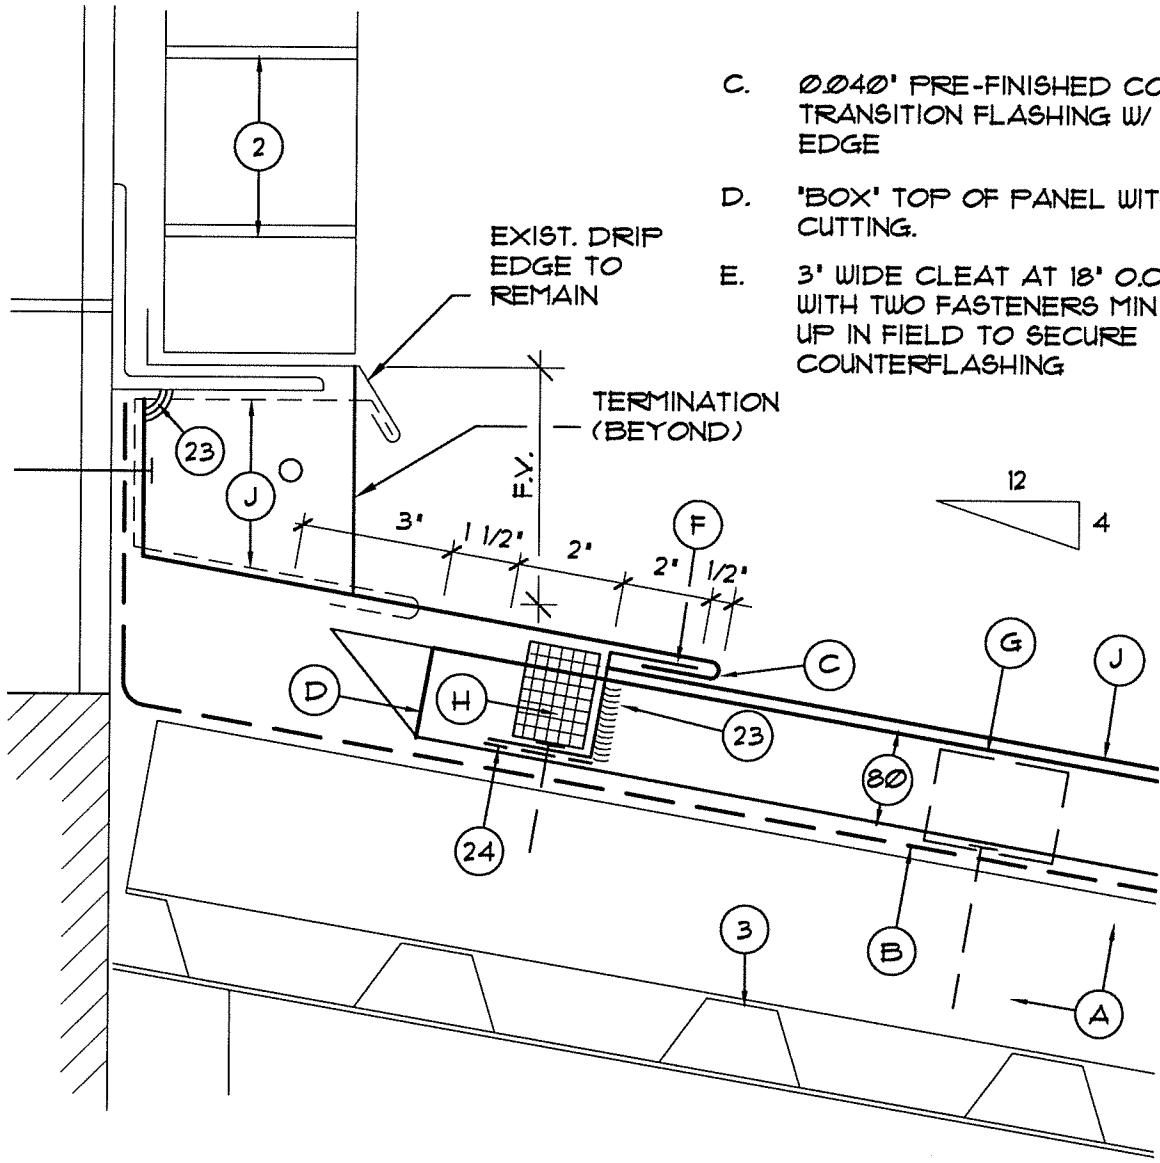 C. 0.040" PRE-FINISHED CO
TRANSITION FLASHING W/
EDGE
D. "BOX" TOP OF PANEL WIT
CUTTING.
E. 3" WIDE CLEAT AT 18" O.C
WITH TWO FASTENERS MIN
UP IN FIELD TO SECURE
COUNTERFLASHING
2
EXIST. DRIP
EDGE TO
REMAIN
TERMINATION
(BEYOND)
23
J
F.V.
12
4
3"
1 1/2"
2"
2"
1/2"
F
C
G
J
D
H
23
80
24
B
3
A